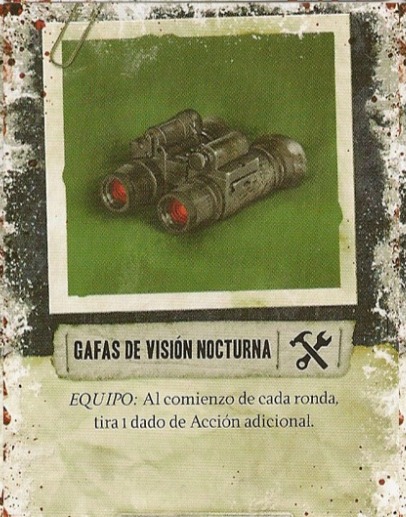 GAFAS DE VISIÓN NOCTURNA
EQUIPO: Al comienzo de cada ronda,
tira 1 dado de Acción adicional.